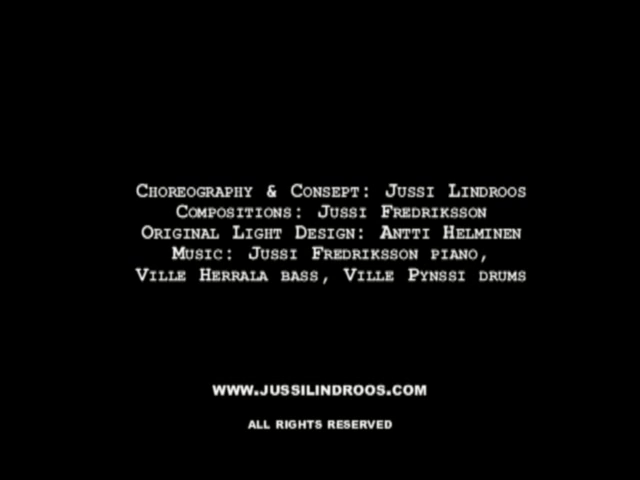 Choreography & Consept: Jussi Lindroos
Compositions: Jussi Fredriksson
Original Light Design: Antti Helminen
Music: Jussi Fredriksson piano,
Ville Herrala bass, Ville Pynssi drums
www.jussilindroos.com
all rights reserved